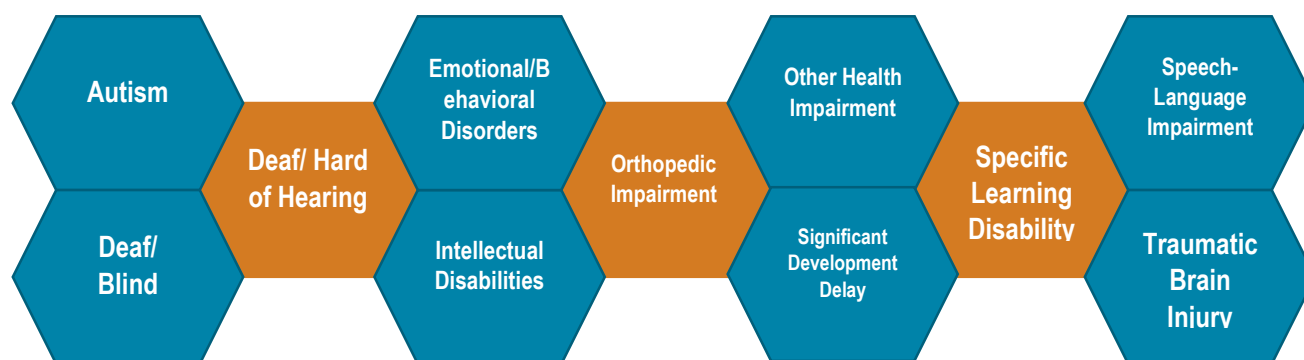 Autism
Deaf/
Blind
Deaf/ Hard
of Hearing
Emotional/B
ehavioral
Disorders
Intellectual
Disabilities
Orthopedic
Impairment
Other Health
Impairment
Significant
Development
Delay
Specific
Learning
Disability
Speech-
Language
Impairment
Traumatic
Brain
Injury